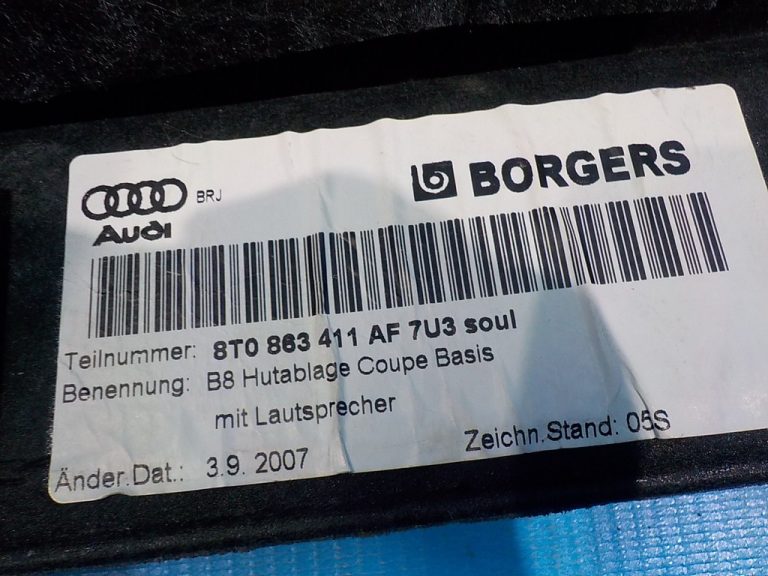 BRJ
Audi
BORGERS
Teilnummer: 8T0 863 411 AF 7U3 soul
Benennung: B8 Hutablage Coupe Basis
mit Lautsprecher
Änder.Dat.: 3.9. 2007
Zeichn.Stand: 05S